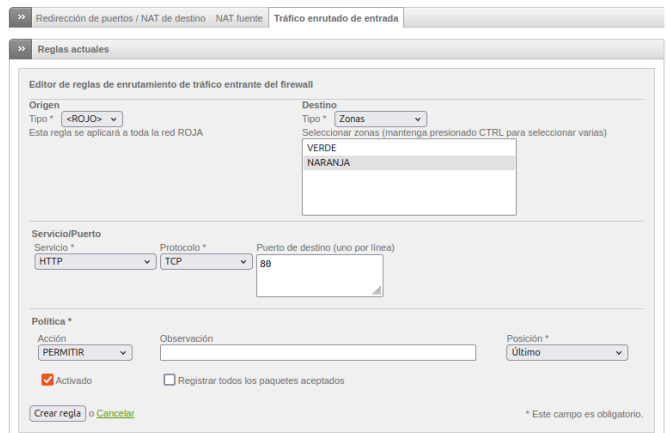 Redirección de puertos / NAT de destino NAT fuente Tráfico enrutado de entrada
Reglas actuales
Editor de reglas de enrutamiento de tráfico entrante del firewall
Origen Destino
Tipo * <ROJO> Tipo * Zonas
Esta regla se aplicará a toda la red ROJA Seleccionar zonas (mantenga presionado CTRL para seleccionar varias)
VERDE
NARANJA
Servicio/Puerto
Servicio * Protocolo * Puerto de destino (uno por línea)
HTTP TCP 80
Política *
Acción Observación Posición *
PERMITIR Último
Activado Registrar todos los paquetes aceptados
Crear regla o Cancelar * Este campo es obligatorio.